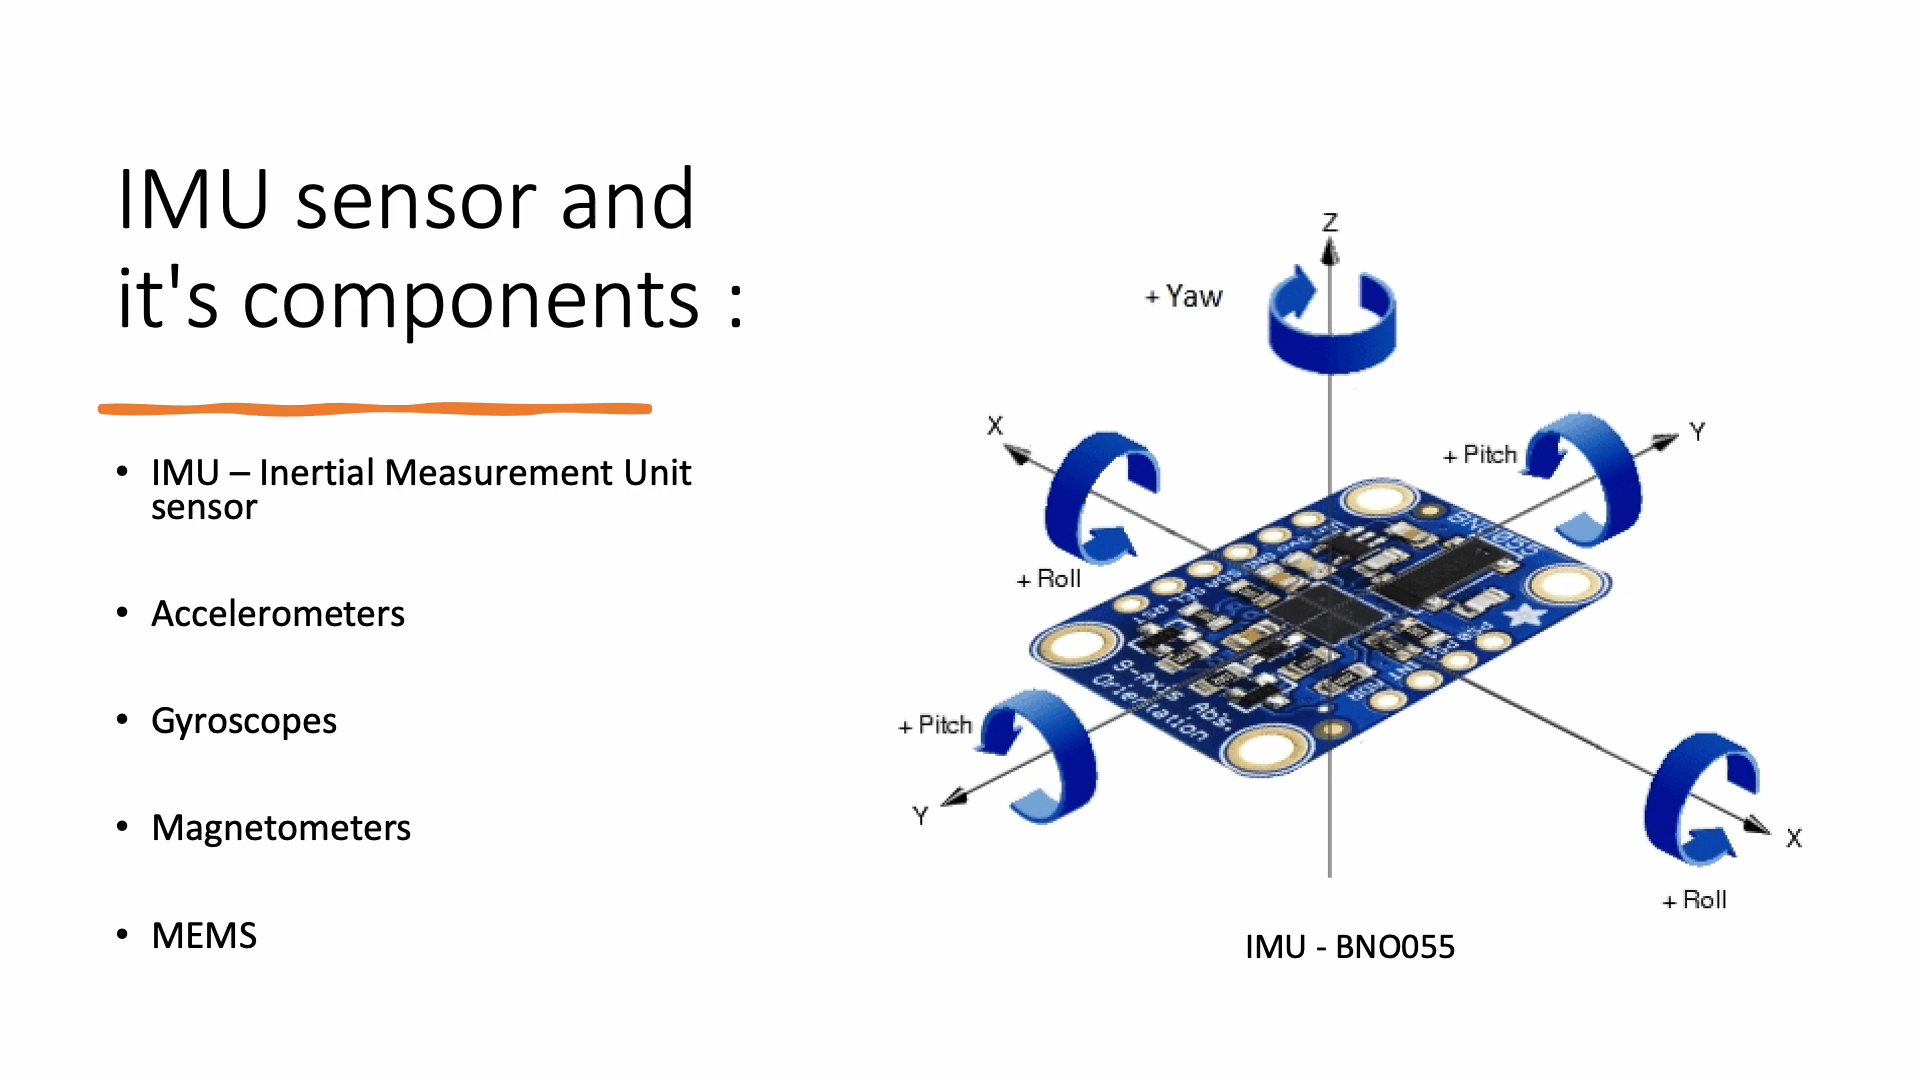 IMU sensor and
it's components :
• IMU – Inertial Measurement Unit
sensor
• Accelerometers
• Gyroscopes
• Magnetometers
• MEMS
Z
+ Yaw
X
+ Roll
Y
+ Pitch
BNO055
9-Axis Abs.
Orientation
+ Pitch
Y
X
+ Roll
IMU - BNO055